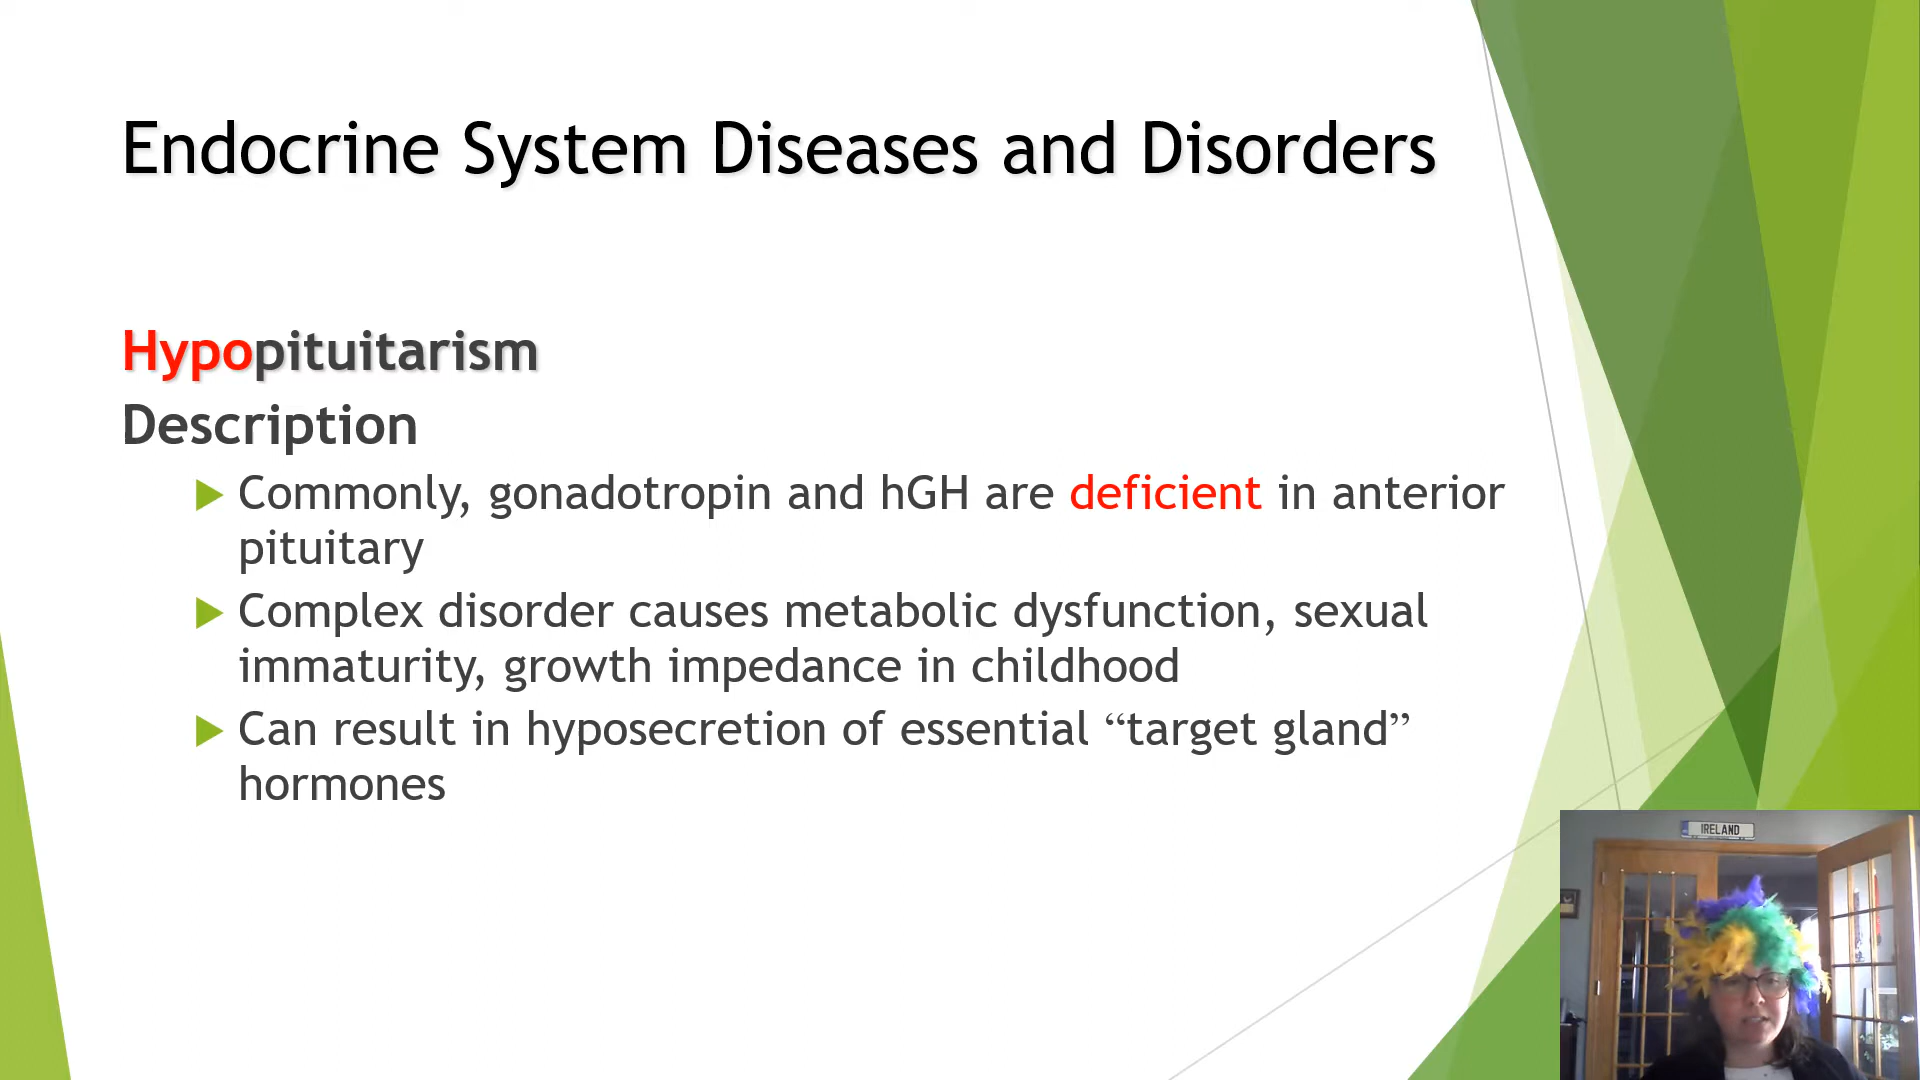 Endocrine System Diseases and Disorders
Hypopituitarism
Description
Commonly, gonadotropin and hGH are deficient in anterior
pituitary
Complex disorder causes metabolic dysfunction, sexual
immaturity, growth impedance in childhood
Can result in hyposecretion of essential “target gland”
hormones
IRELAND